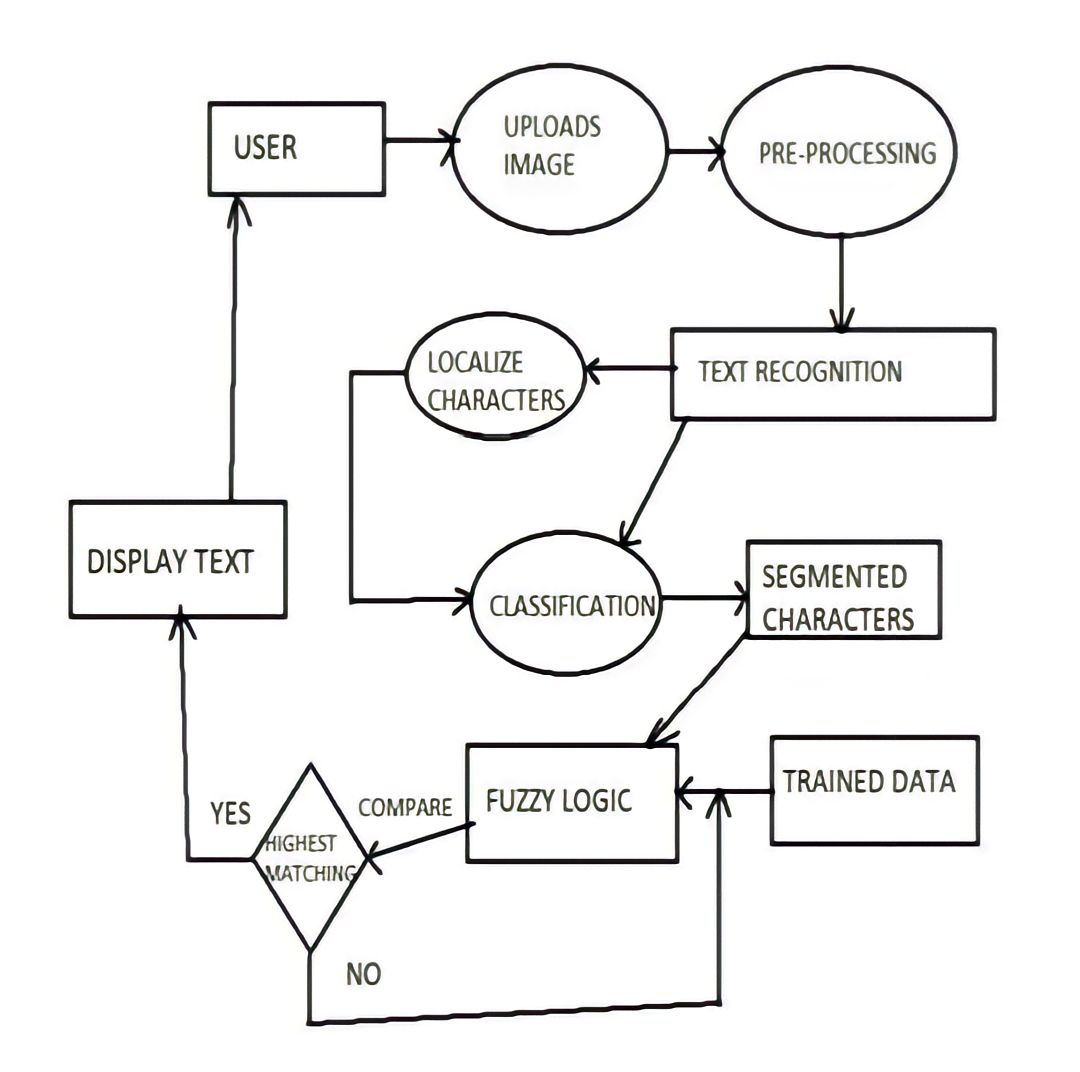 USER
UPLOADS
IMAGE
PRE-PROCESSING
LOCALIZE
CHARACTERS
TEXT RECOGNITION
DISPLAY TEXT
CLASSIFICATION
SEGMENTED
CHARACTERS
YES
HIGHEST
MATCHING
COMPARE
FUZZY LOGIC
TRAINED DATA
NO